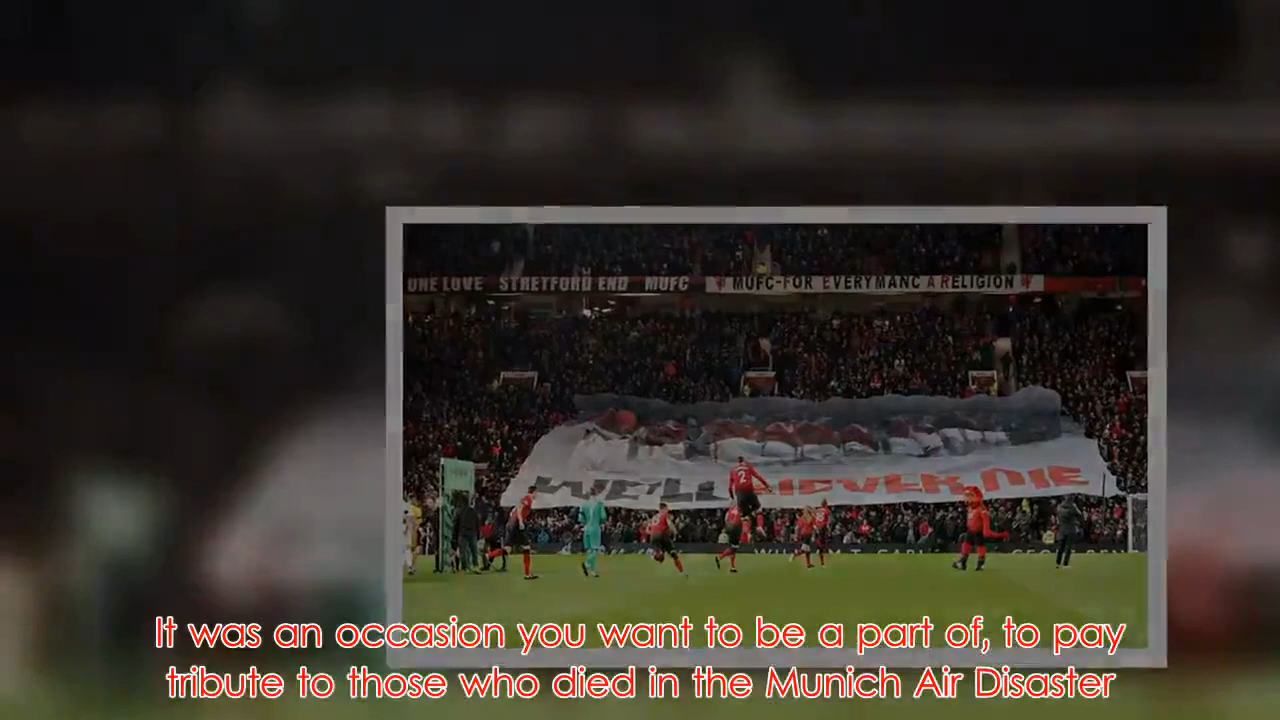 ONE LOVE STRETFORD END MUFC
MUFC-FOR EVERYMANC A RELIGION
WE'LL NEVER DIE
2
It was an occasion you want to be a part of, to pay
tribute to those who died in the Munich Air Disaster